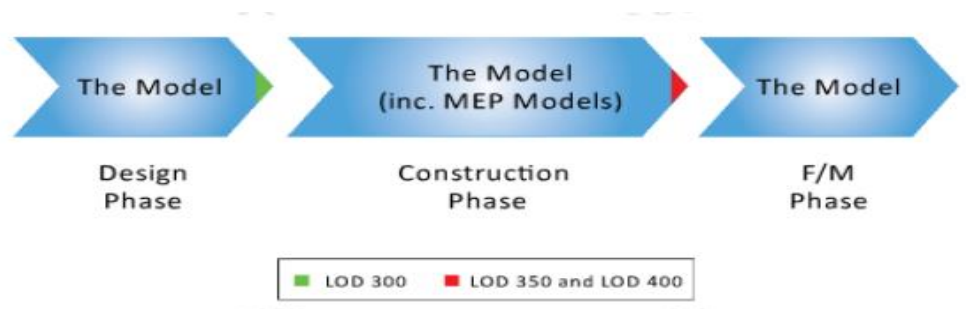 The Model
Design
Phase
The Model
(inc. MEP Models)
Construction
Phase
The Model
F/M
Phase
LOD 300
LOD 350 and LOD 400